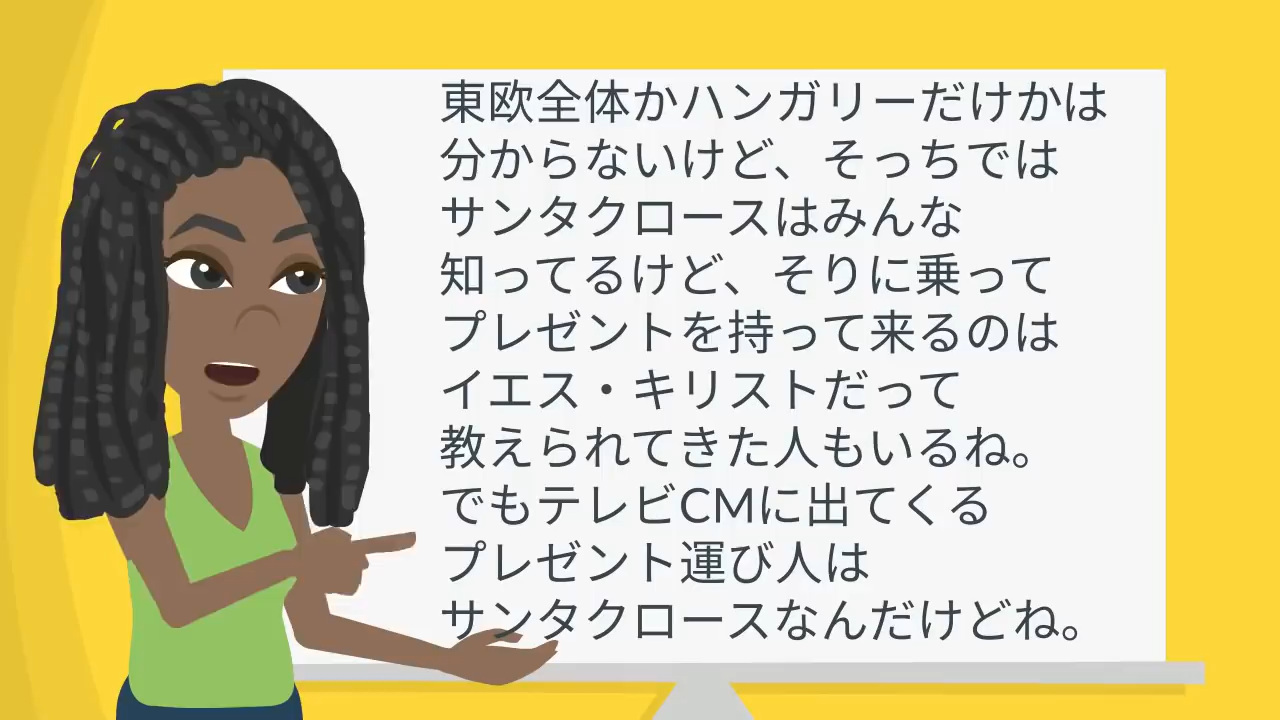 東欧全体かハンガリーだけかは
分からないけど、そっちでは
サンタクロースはみんな
知ってるけど、そりに乗って
プレゼントを持って来るのは
イエス・キリストだって
教えられてきた人もいるね。
でもテレビCMに出てくる
プレゼント運び人は
サンタクロースなんだけどね。